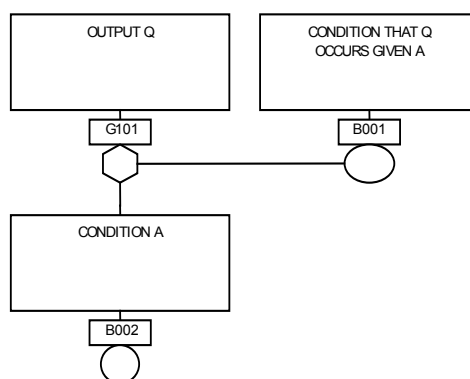 OUTPUT Q
CONDITION THAT Q
OCCURS GIVEN A
G101
B001
CONDITION A
B002